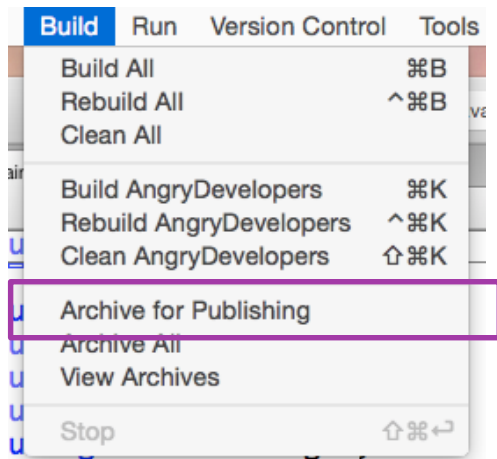 Build Run Version Control Tools
Build All ⌘B
Rebuild All ^⌘B
Clean All
Build AngryDevelopers ⌘K
Rebuild AngryDevelopers ^⌘K
Clean AngryDevelopers ⇧⌘K
Archive for Publishing
Archive All
View Archives
Stop ⇧⌘↩